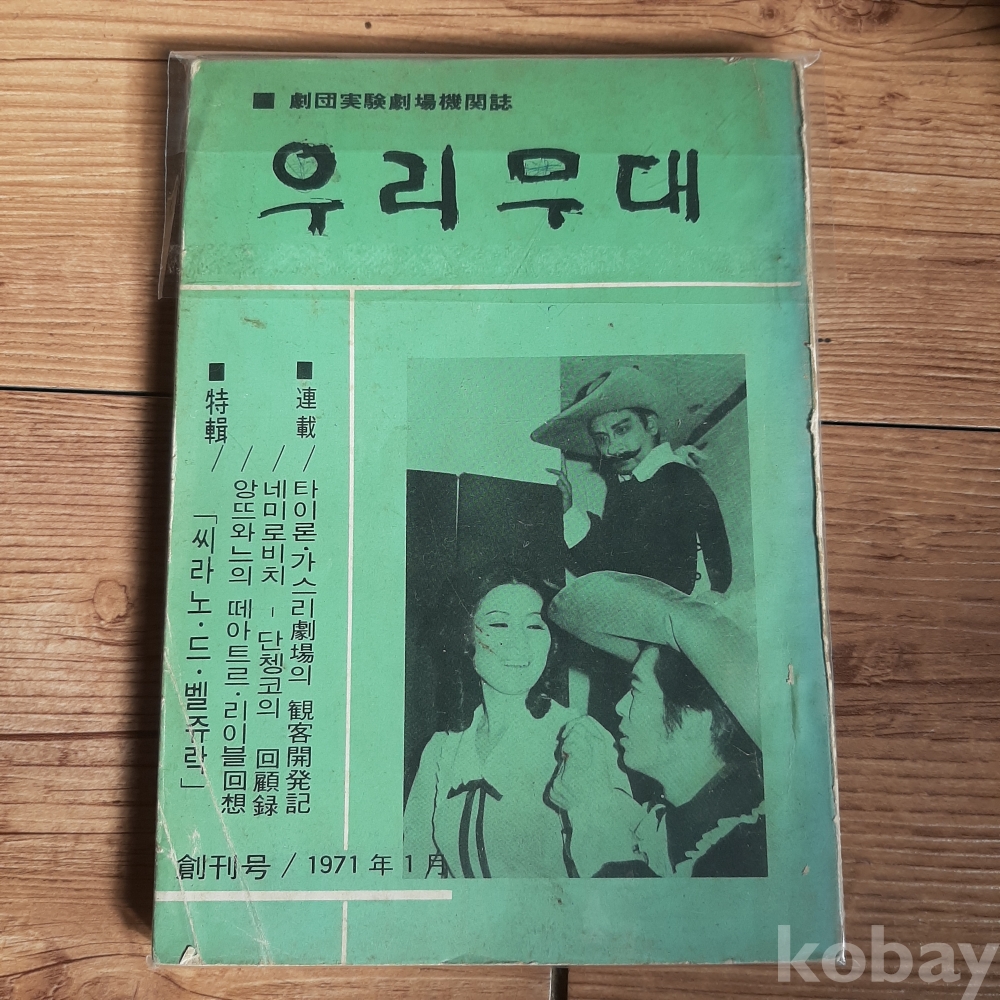 ■ 劇団実験劇場機関誌
우리무대
■ 連載 / 타이론·가스리劇場의 観客開発記
/ 네미로비치 - 단쳉코의 回顧録
/ 앙뜨와느의 떼아트르·리이블回想
■ 特輯 / 「씨라노·드·벨쥬락」
創刊号 / 1971 年 1 月
kobay